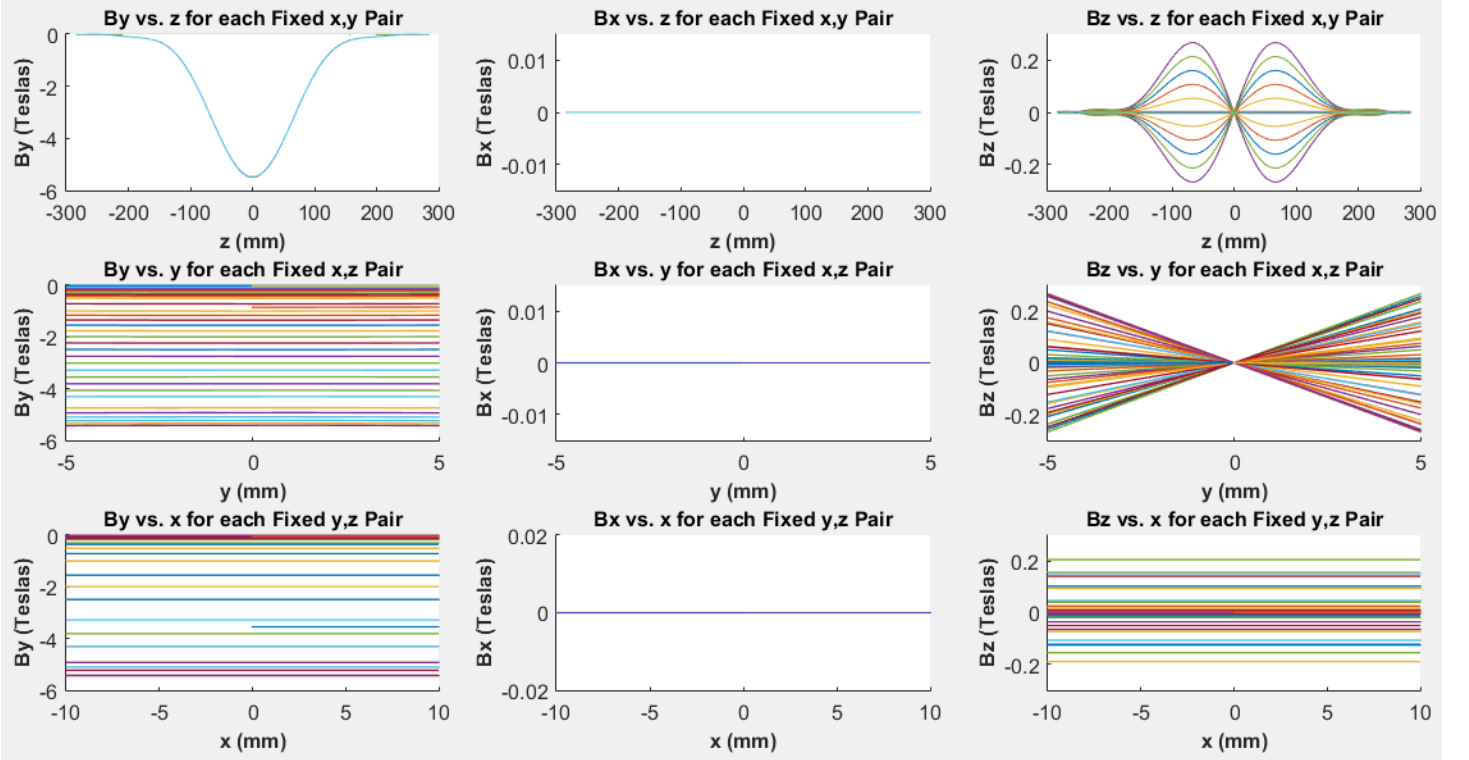 By vs. z for each Fixed x,y Pair
Bx vs. z for each Fixed x,y Pair
Bz vs. z for each Fixed x,y Pair
By (Teslas)
0
-2
-4
-6
-300 -200 -100 0 100 200 300
z (mm)
Bx (Teslas)
0.01
0
-0.01
-300 -200 -100 0 100 200 300
z (mm)
Bz (Teslas)
0.2
0
-0.2
-300 -200 -100 0 100 200 300
z (mm)
By vs. y for each Fixed x,z Pair
Bx vs. y for each Fixed x,z Pair
Bz vs. y for each Fixed x,z Pair
By (Teslas)
0
-2
-4
-6
-5 0 5
y (mm)
Bx (Teslas)
0.01
0
-0.01
-5 0 5
y (mm)
Bz (Teslas)
0.2
0
-0.2
-5 0 5
y (mm)
By vs. x for each Fixed y,z Pair
Bx vs. x for each Fixed y,z Pair
Bz vs. x for each Fixed y,z Pair
By (Teslas)
0
-2
-4
-6
-10 -5 0 5 10
x (mm)
Bx (Teslas)
0.02
0
-0.02
-10 -5 0 5 10
x (mm)
Bz (Teslas)
0.2
0
-0.2
-10 -5 0 5 10
x (mm)